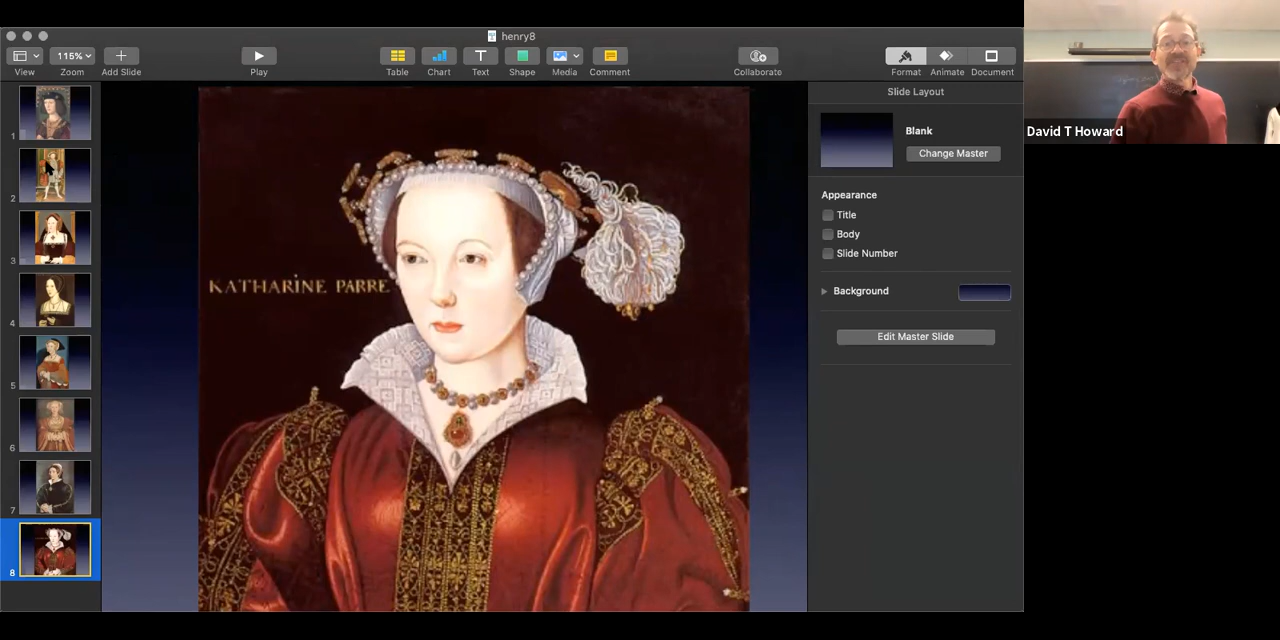 henry8
115%
View
Zoom
Add Slide
Play
Table
Chart
Text
Shape
Media
Comment
Collaborate
Format
Animate
Document
1
2
3
4
5
6
7
8
KATHARINE PARRE
Slide Layout
Blank
Change Master
Appearance
Title
Body
Slide Number
Background
Edit Master Slide
David T Howard